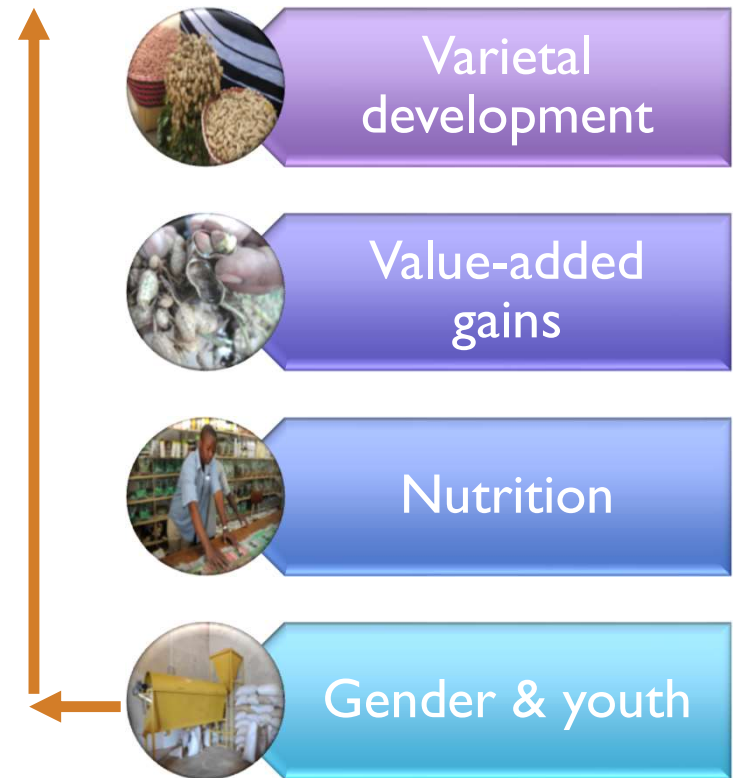 Varietal
development
Value-added
gains
Nutrition
Gender & youth